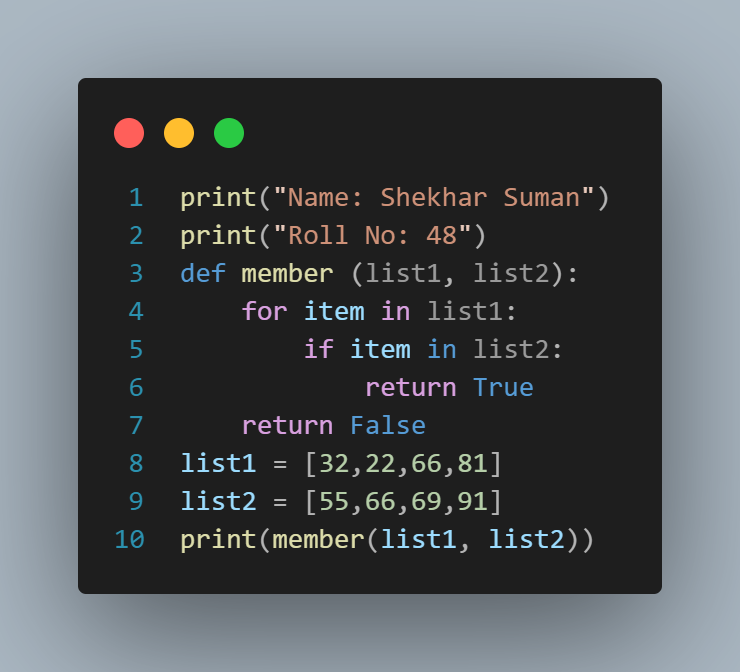 1 print("Name: Shekhar Suman")
2 print("Roll No: 48")
3 def member (list1, list2):
4     for item in list1:
5         if item in list2:
6             return True
7     return False
8 list1 = [32,22,66,81]
9 list2 = [55,66,69,91]
10 print(member(list1, list2))